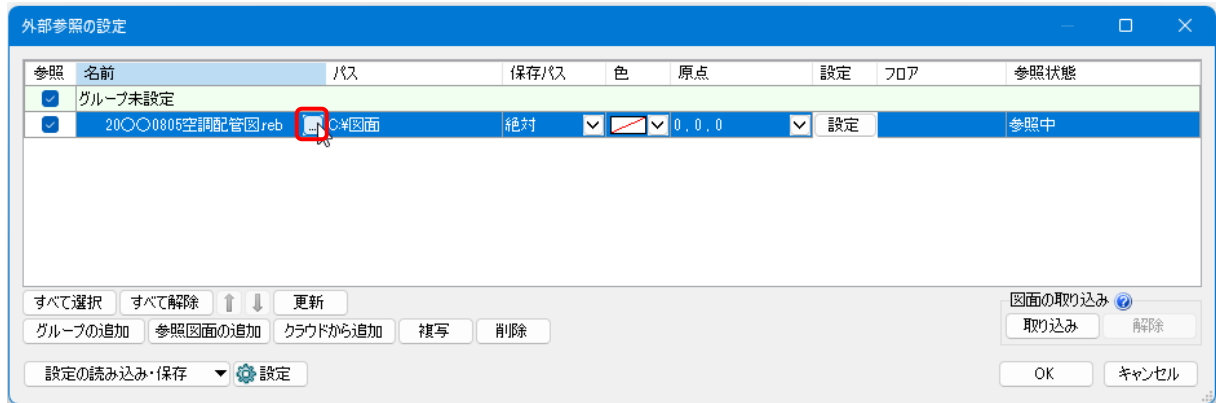 外部参照の設定
参照 名前 パス 保存パス 色 原点 設定 フロア 参照状態
グループ未設定
20〇〇0805空調配管図.reb ... C:¥図面 絶対 0,0,0 設定 参照中
すべて選択 すべて解除 更新
図面の取り込み
グループの追加 参照図面の追加 クラウドから追加 複写 削除
取り込み 解除
設定の読み込み・保存 設定
OK キャンセル